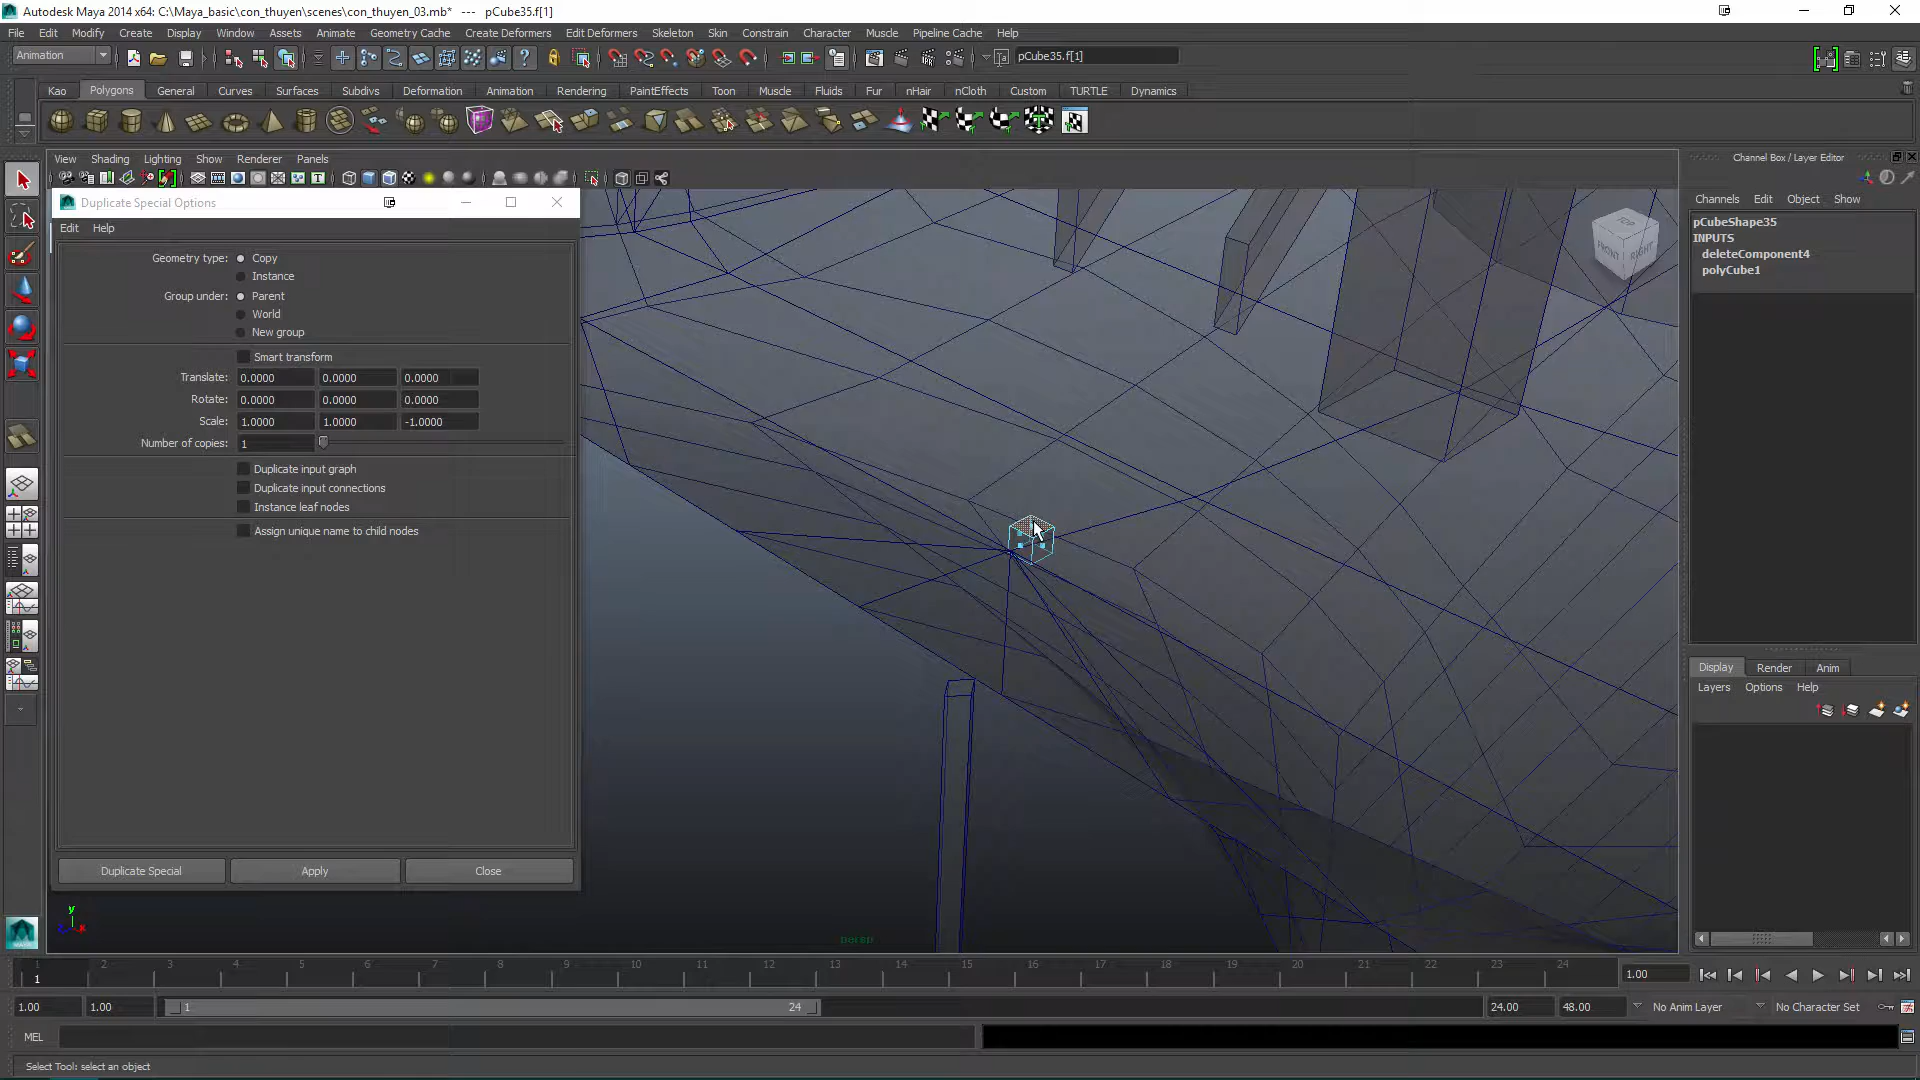 Autodesk Maya 2014 x64: C:\Maya_basic\con_thuyen\scenes\con_thuyen_03.mb* --- pCube35.f[1]
File Edit Modify Create Display Window Assets Animate Geometry Cache Create Deformers Edit Deformers Skeleton Skin Constrain Character Muscle Pipeline Cache Help
Animation pCube35.f[1]
Kao Polygons General Curves Surfaces Subdivs Deformation Animation Rendering PaintEffects Toon Muscle Fluids Fur nHair nCloth Custom TURTLE Dynamics
View Shading Lighting Show Renderer Panels
Channel Box / Layer Editor
Duplicate Special Options
Edit Help
Channels Edit Object Show
pCubeShape35
INPUTS
deleteComponent4
polyCube1
TOP
FRONT RIGHT
Geometry type: Copy
Instance
Group under: Parent
World
New group
Smart transform
Translate: 0.0000 0.0000 0.0000
Rotate: 0.0000 0.0000 0.0000
Scale: 1.0000 1.0000 -1.0000
Number of copies: 1
Duplicate input graph
Duplicate input connections
Instance leaf nodes
Assign unique name to child nodes
Duplicate Special Apply Close
Display Render Anim
Layers Options Help
y
x
persp
1 2 3 4 5 6 7 8 9 10 11 12 13 14 15 16 17 18 19 20 21 22 23 24
1 1.00
1.00 1.00 1 24 24.00 48.00 No Anim Layer No Character Set
MEL
Select Tool: select an object